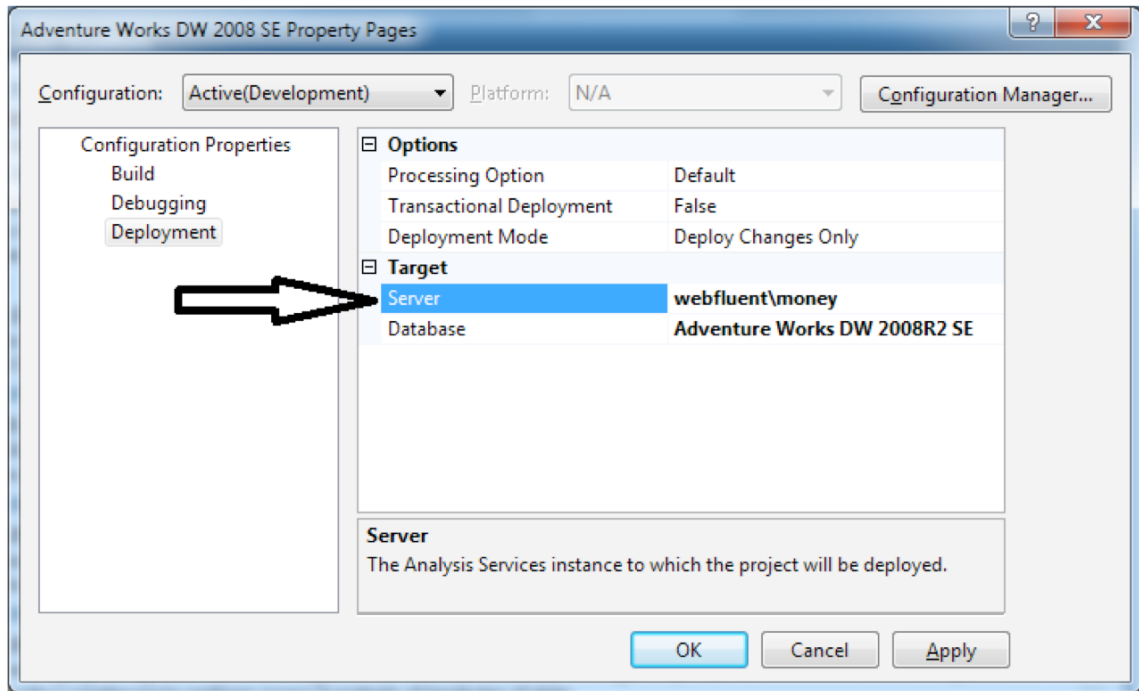 Adventure Works DW 2008 SE Property Pages
Configuration: Active(Development) Platform: N/A Configuration Manager...
Configuration Properties
Build
Debugging
Deployment
Options
Processing Option Default
Transactional Deployment False
Deployment Mode Deploy Changes Only
Target
Server webfluent\money
Database Adventure Works DW 2008R2 SE
Server
The Analysis Services instance to which the project will be deployed.
OK Cancel Apply